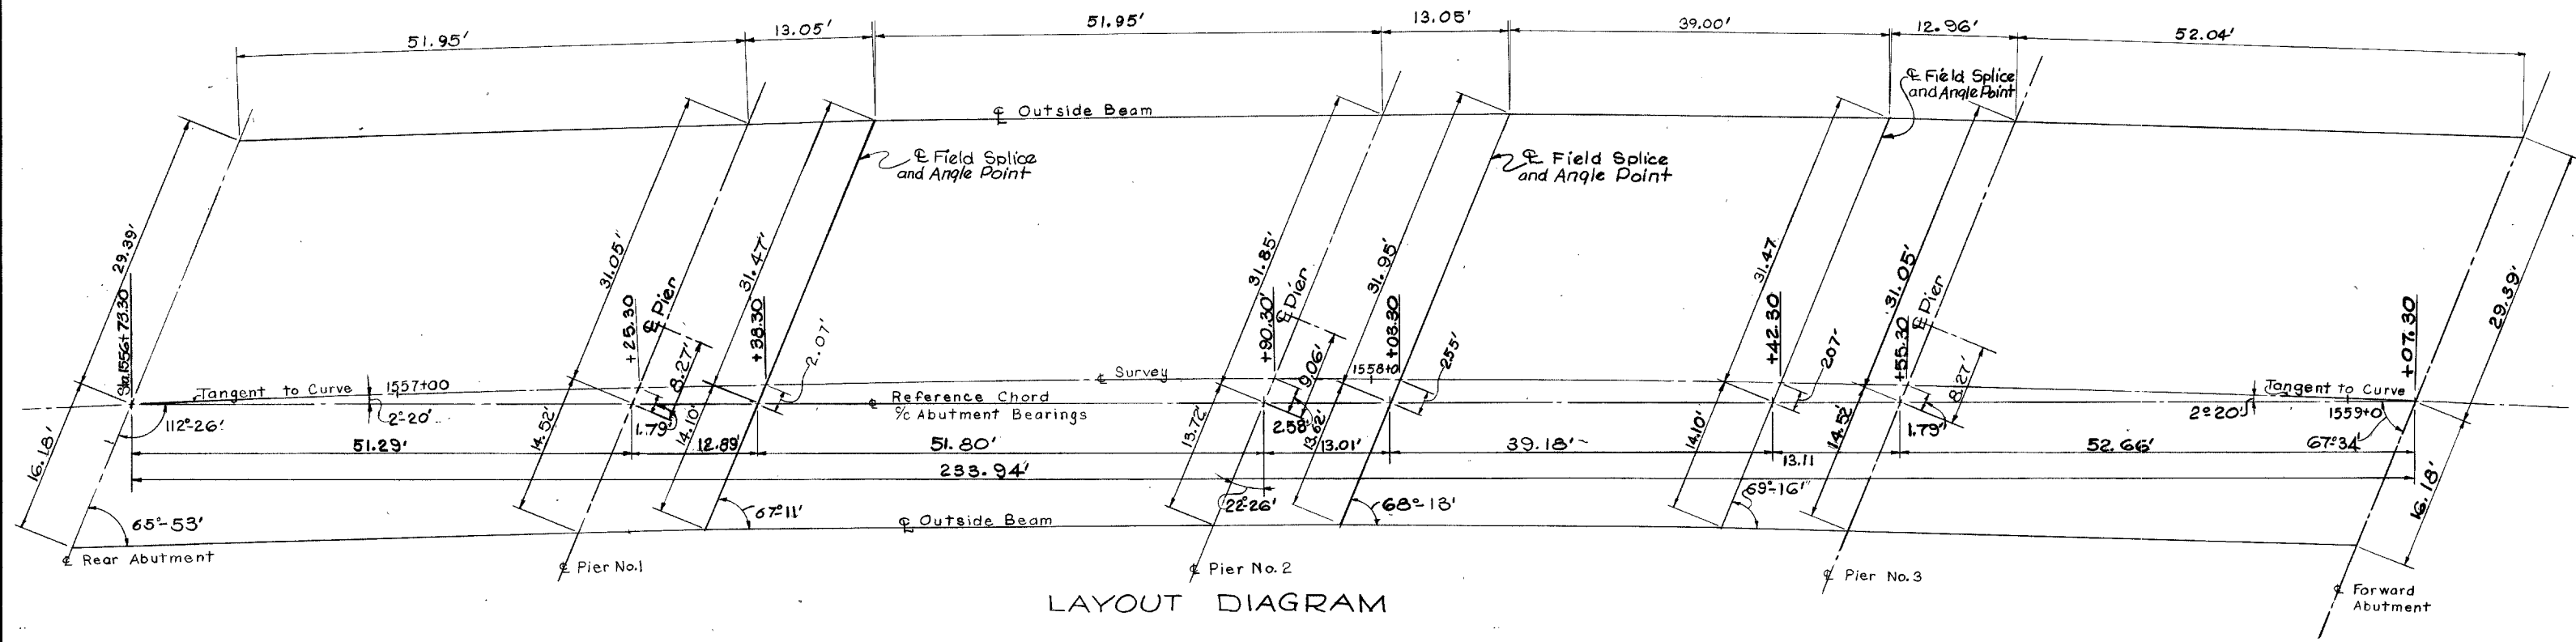 51.95'
13.05'
51.95'
13.05'
39.00'
12.96'
52.04'
℄ Outside Beam
℄ Field Splice
and Angle Point
℄ Field Splice
and Angle Point
℄ Field Splice
and Angle Point
29.39'
31.05'
31.47'
31.85'
31.95'
31.47
31.05'
29.39'
Sta.1556+73.30
+25.30
℄ Pier
+38.30
+90.30'
℄ Pier
+03.30
+42.30
+55.30
℄ Pier
+07.30
8.27'
2.07'
9.06'
255'
207'
8.27'
Tangent to Curve
1557+00
℄ Survey
1558+0
Tangent to Curve
℄ Reference Chord
c/c Abutment Bearings
112°-26'
2°-20'
1.79'
2.58'
1.79'
2°20'
1559+0
67°34'
16.18'
14.52'
14.10'
13.72'
13.62'
14.10'
14.52'
16.18'
51.29'
12.89'
51.80'
13.01'
39.18'
13.11
52.66'
233.94'
65°-53'
67°11'
22°26'
68°-13'
69°-16'
℄ Outside Beam
℄ Rear Abutment
℄ Pier No.1
℄ Pier No. 2
℄ Pier No. 3
℄ Forward
Abutment
LAYOUT DIAGRAM